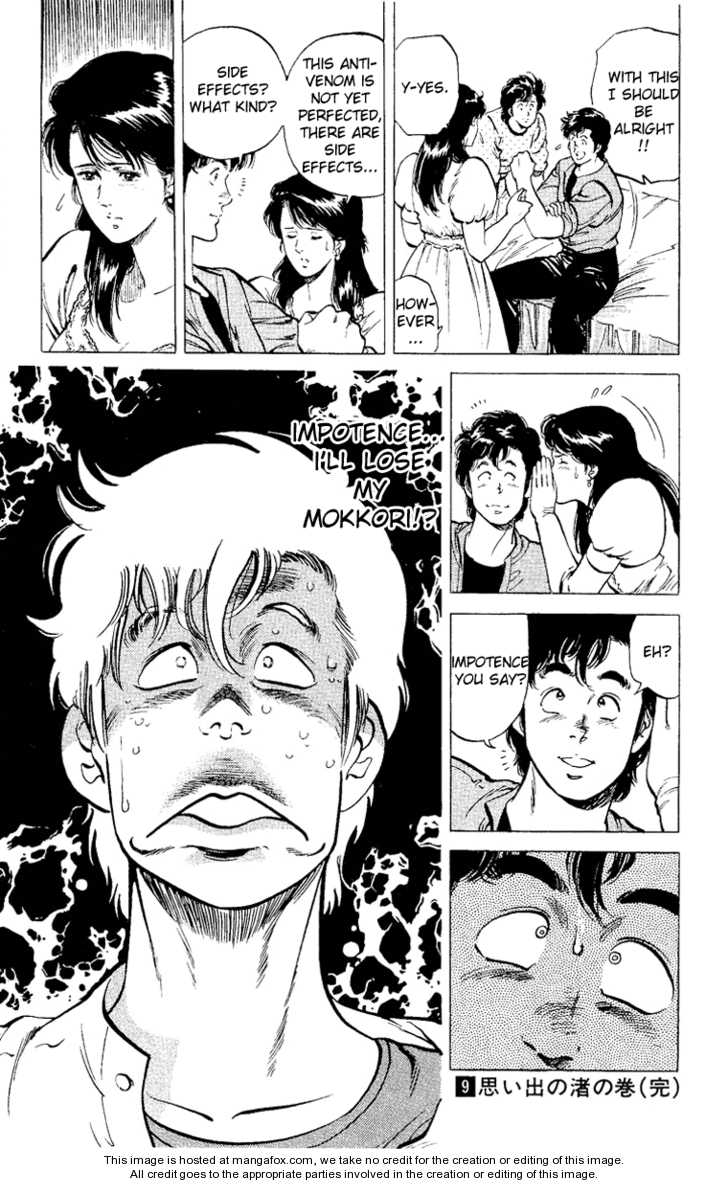 WITH THIS
I SHOULD
BE
ALRIGHT
!!
Y-YES.
HOW-
EVER
...
THIS ANTI-
VENOM IS
NOT YET
PERFECTED,
THERE ARE
SIDE
EFFECTS...
SIDE
EFFECTS?
WHAT KIND?
EH?
IMPOTENCE
YOU SAY?
IMPOTENCE...
I'LL LOSE
MY
MOKKORI!?
9 思い出の渚の巻(完)
This image is hosted at mangafox.com, we take no credit for the creation or editing of this image.
All credit goes to the appropriate parties involved in the creation or editing of this image.